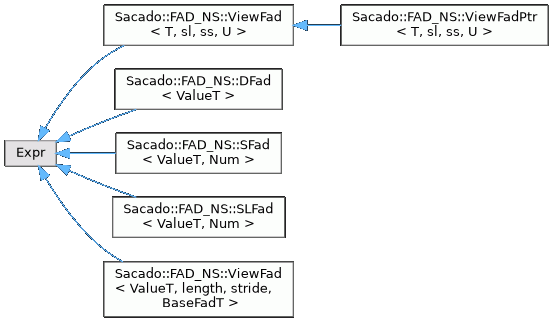 Sacado::FAD_NS::ViewFad
< T, sl, ss, U >
Sacado::FAD_NS::ViewFadPtr
< T, sl, ss, U >
Sacado::FAD_NS::DFad
< ValueT >
Expr
Sacado::FAD_NS::SFad
< ValueT, Num >
Sacado::FAD_NS::SLFad
< ValueT, Num >
Sacado::FAD_NS::ViewFad
< ValueT, length, stride,
BaseFadT >